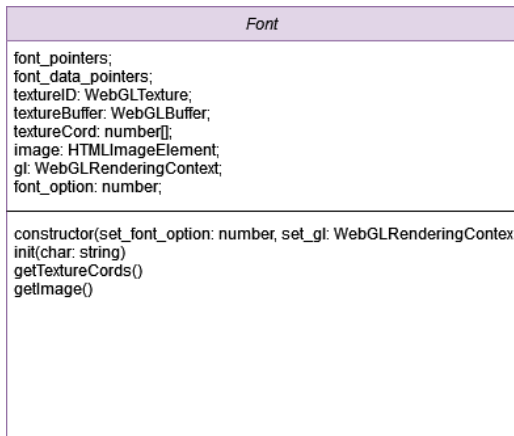 Font
font_pointers;
font_data_pointers;
textureID: WebGLTexture;
textureBuffer: WebGLBuffer;
textureCord: number[];
image: HTMLImageElement;
gl: WebGLRenderingContext;
font_option: number;
constructor(set_font_option: number, set_gl: WebGLRenderingContex
init(char: string)
getTextureCords()
getImage()